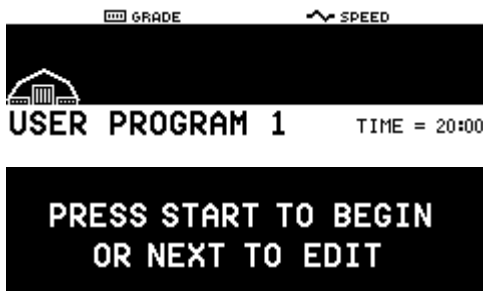 GRADE SPEED
USER PROGRAM 1 TIME = 20:00
PRESS START TO BEGIN
OR NEXT TO EDIT